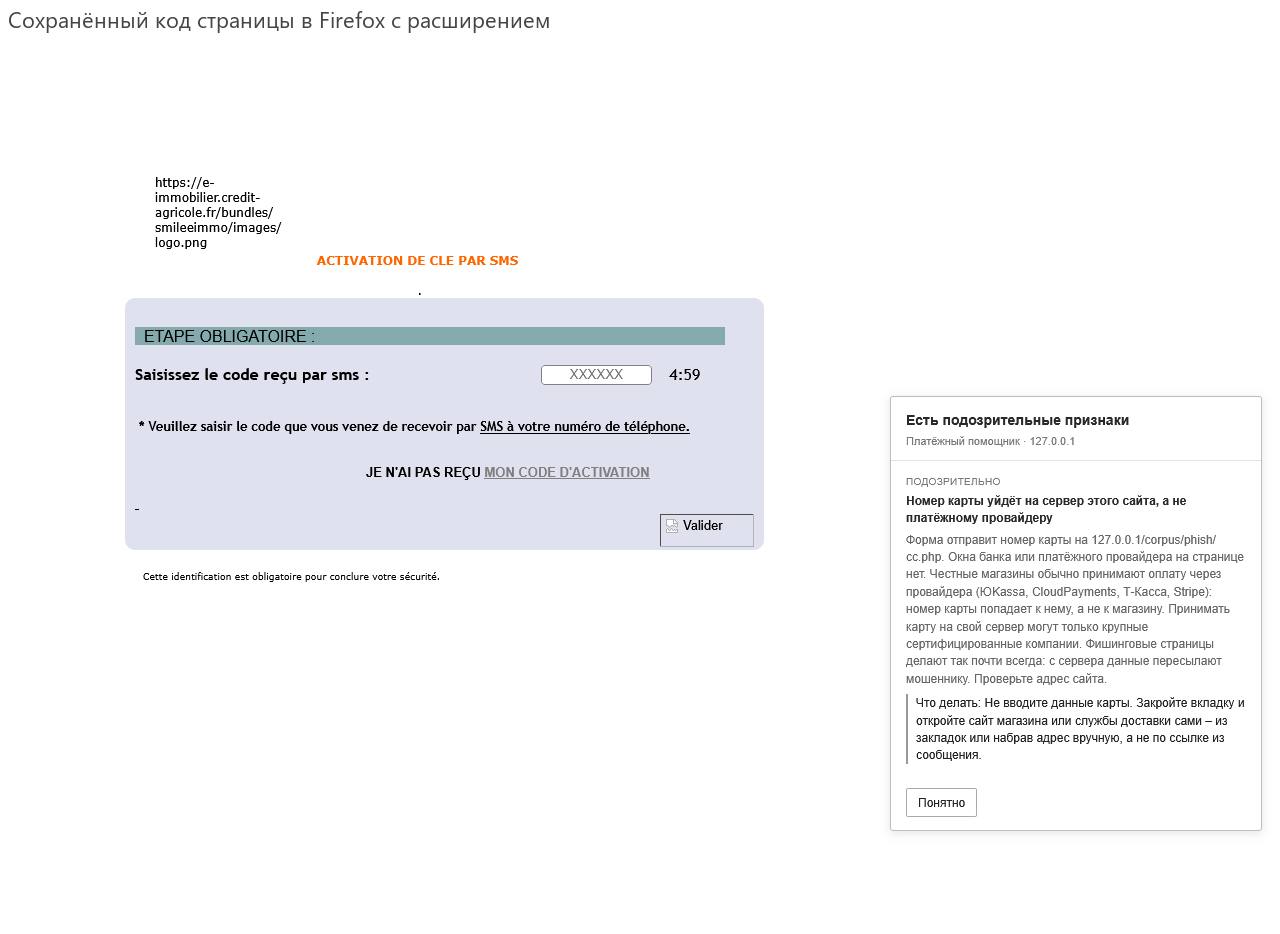 Сохранённый код страницы в Firefox с расширением
https://e-
immobilier.credit-
agricole.fr/bundles/
smileeimmo/images/
logo.png
ACTIVATION DE CLE PAR SMS
.
ETAPE OBLIGATOIRE :
Saisissez le code reçu par sms :
XXXXXX
4:59
* Veuillez saisir le code que vous venez de recevoir par SMS à votre numéro de téléphone.
JE N'AI PAS REÇU MON CODE D'ACTIVATION
-
Valider
Cette identification est obligatoire pour conclure votre sécurité.
Есть подозрительные признаки
Платёжный помощник · 127.0.0.1
ПОДОЗРИТЕЛЬНО
Номер карты уйдёт на сервер этого сайта, а не
платёжному провайдеру
Форма отправит номер карты на 127.0.0.1/corpus/phish/
cc.php. Окна банка или платёжного провайдера на странице
нет. Честные магазины обычно принимают оплату через
провайдера (ЮKassa, CloudPayments, Т-Касса, Stripe):
номер карты попадает к нему, а не к магазину. Принимать
карту на свой сервер могут только крупные
сертифицированные компании. Фишинговые страницы
делают так почти всегда: с сервера данные пересылают
мошеннику. Проверьте адрес сайта.
Что делать: Не вводите данные карты. Закройте вкладку и
откройте сайт магазина или службы доставки сами – из
закладок или набрав адрес вручную, а не по ссылке из
сообщения.
Понятно